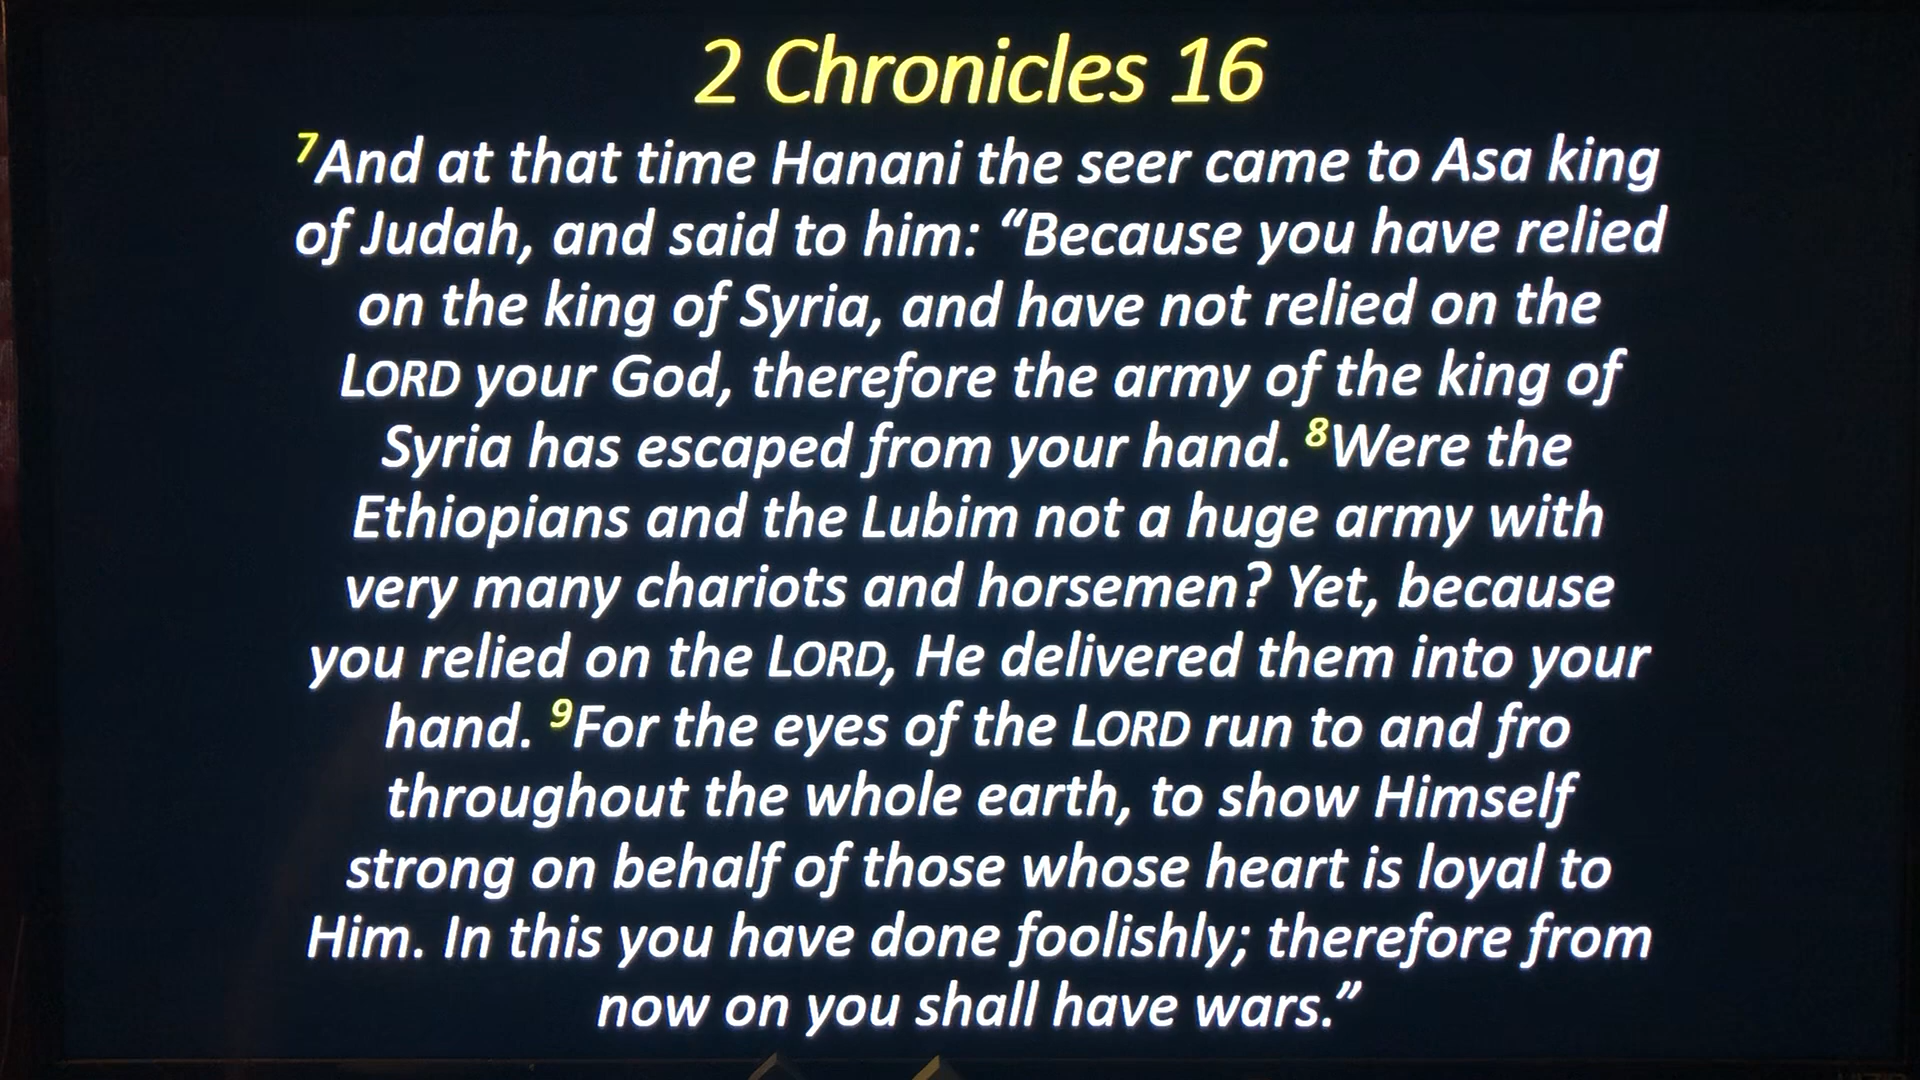 2 Chronicles 16
7And at that time Hanani the seer came to Asa king
of Judah, and said to him: “Because you have relied
on the king of Syria, and have not relied on the
LORD your God, therefore the army of the king of
Syria has escaped from your hand. 8Were the
Ethiopians and the Lubim not a huge army with
very many chariots and horsemen? Yet, because
you relied on the LORD, He delivered them into your
hand. 9For the eyes of the LORD run to and fro
throughout the whole earth, to show Himself
strong on behalf of those whose heart is loyal to
Him. In this you have done foolishly; therefore from
now on you shall have wars.”